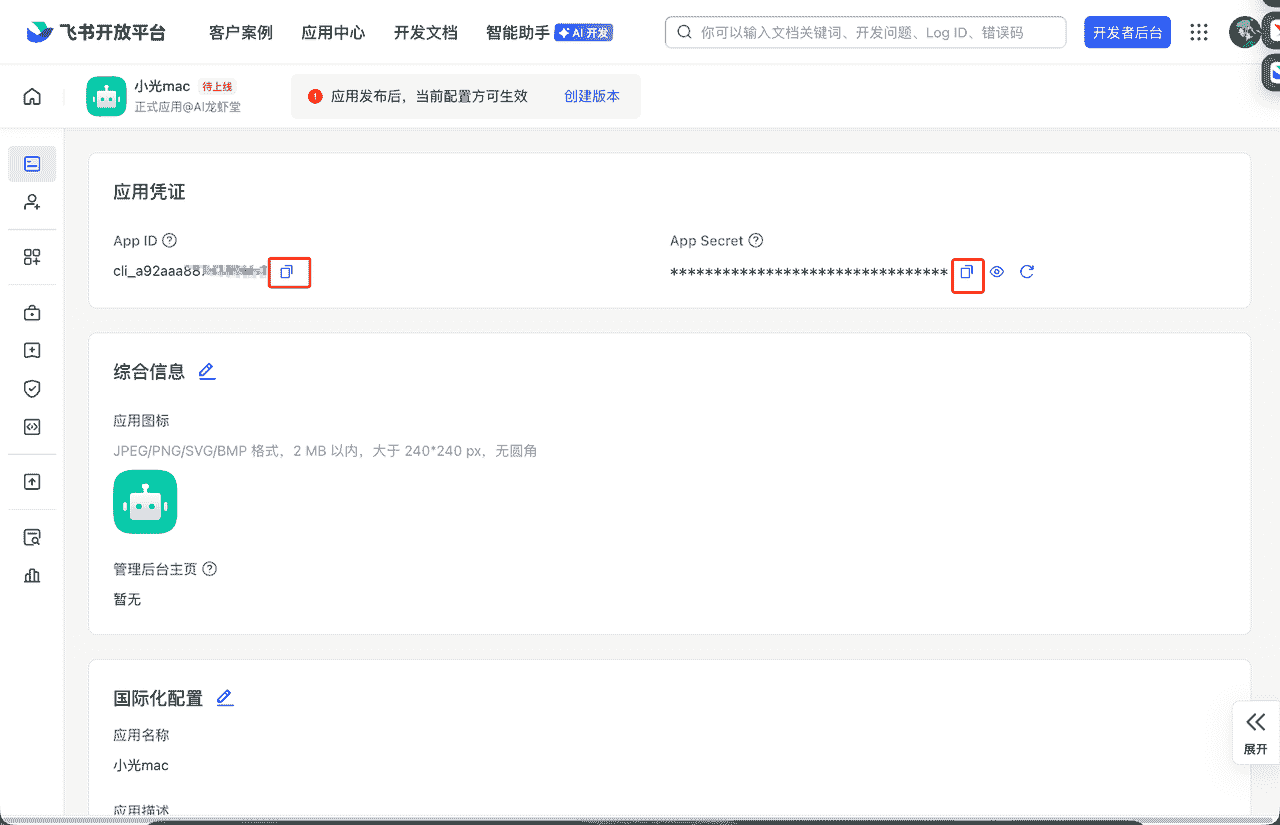 飞书开放平台 客户案例 应用中心 开发文档 智能助手 AI 开发 你可以输入文档关键词、开发问题、Log ID、错误码 开发者后台
小光mac 待上线
正式应用@AI龙虾堂
应用发布后，当前配置方可生效 创建版本
应用凭证
App ID App Secret
cli_a92aaa88 ********************************
综合信息
应用图标
JPEG/PNG/SVG/BMP 格式，2 MB 以内，大于 240*240 px，无圆角
管理后台主页
暂无
国际化配置
应用名称
展开
小光mac
应用描述